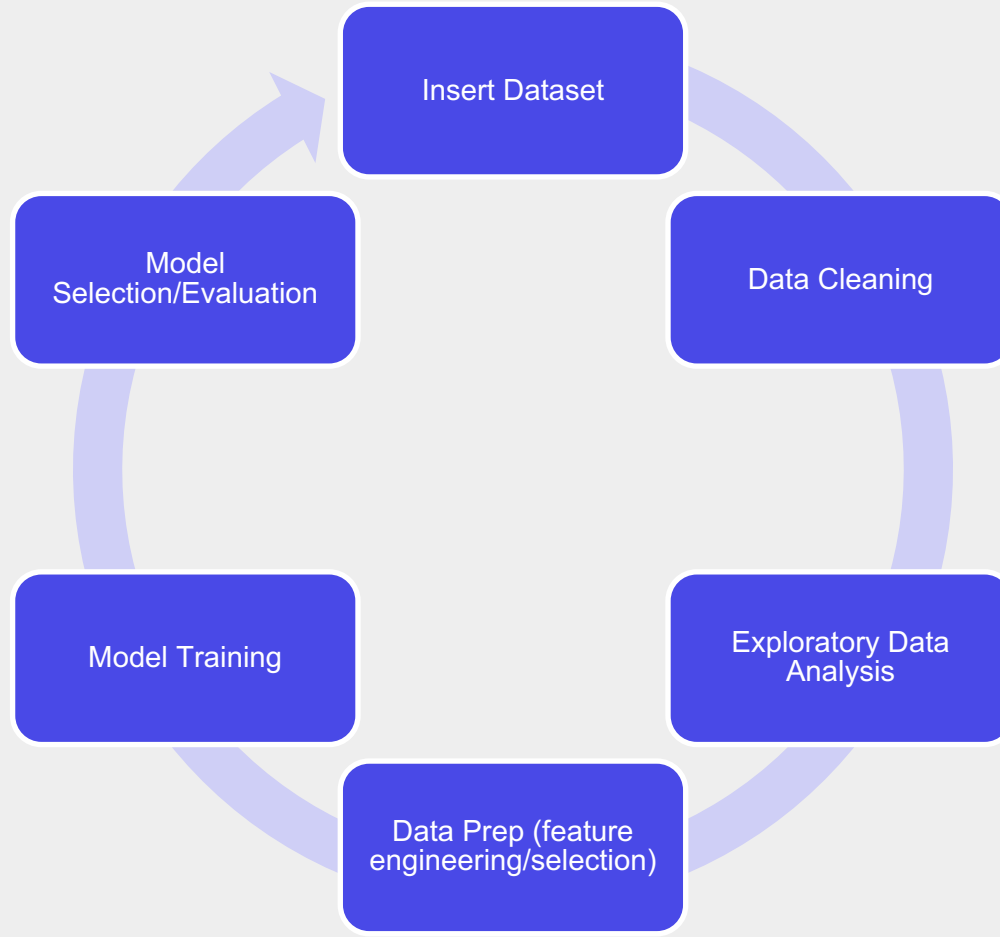 Insert Dataset
Data Cleaning
Exploratory Data
Analysis
Data Prep (feature
engineering/selection)
Model Training
Model
Selection/Evaluation